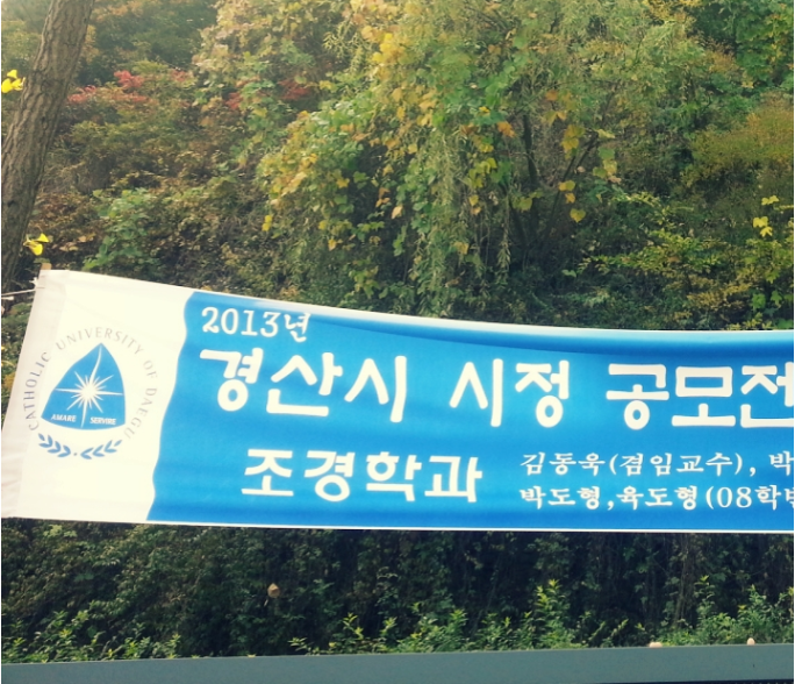 CATHOLIC UNIVERSITY OF DAEGU
AMARE SERVIRE
2013년
경산시 시정 공모전
조경학과
김동욱(겸임교수), 박
박도형,육도형(08학번